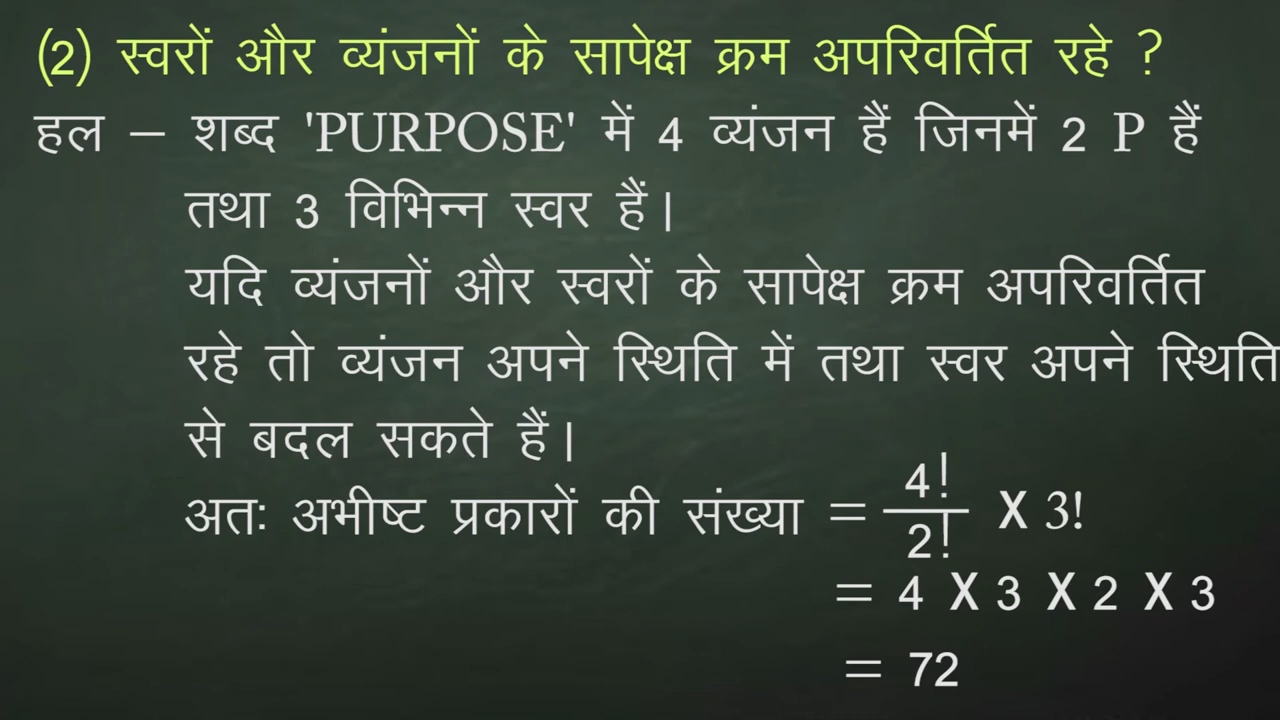 (2) स्वरों और व्यंजनों के सापेक्ष क्रम अपरिवर्तित रहे ?
हल – शब्द 'PURPOSE' में 4 व्यंजन हैं जिनमें 2 P हैं
तथा 3 विभिन्न स्वर हैं।
यदि व्यंजनों और स्वरों के सापेक्ष क्रम अपरिवर्तित
रहे तो व्यंजन अपने स्थिति में तथा स्वर अपने स्थिति
से बदल सकते हैं।
अतः अभीष्ट प्रकारों की संख्या = 4!/2! X 3!
= 4 X 3 X 2 X 3
= 72